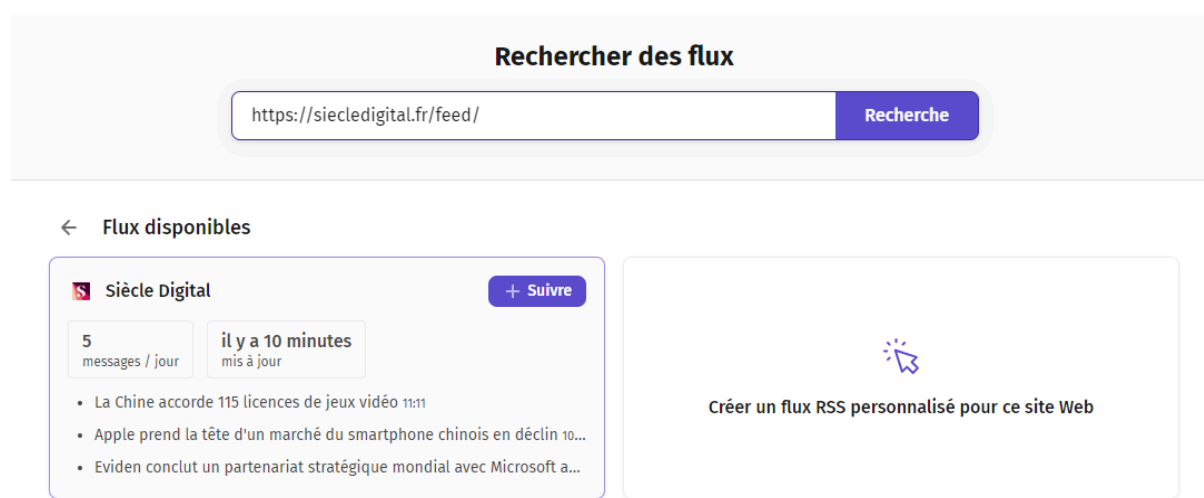 Rechercher des flux
https://siecledigital.fr/feed/
Recherche
Flux disponibles
Siècle Digital
+ Suivre
5
messages / jour
il y a 10 minutes
mis à jour
• La Chine accorde 115 licences de jeux vidéo 11:11
• Apple prend la tête d'un marché du smartphone chinois en déclin 10...
• Eviden conclut un partenariat stratégique mondial avec Microsoft a...
Créer un flux RSS personnalisé pour ce site Web